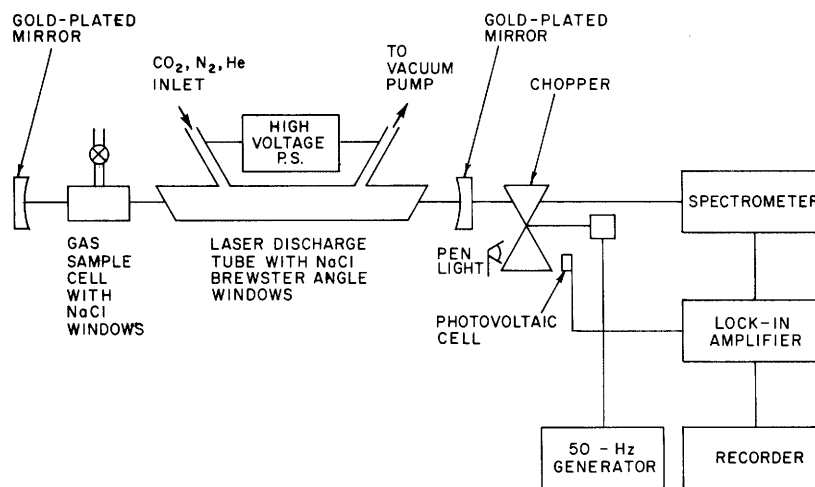 GOLD-PLATED
MIRROR
CO₂, N₂, He
INLET
TO
VACUUM
PUMP
GOLD-PLATED
MIRROR
CHOPPER
HIGH
VOLTAGE
P.S.
SPECTROMETER
GAS
SAMPLE
CELL
WITH
NaCl
WINDOWS
LASER DISCHARGE
TUBE WITH NaCl
BREWSTER ANGLE
WINDOWS
PEN
LIGHT
PHOTOVOLTAIC
CELL
LOCK-IN
AMPLIFIER
50 - Hz
GENERATOR
RECORDER